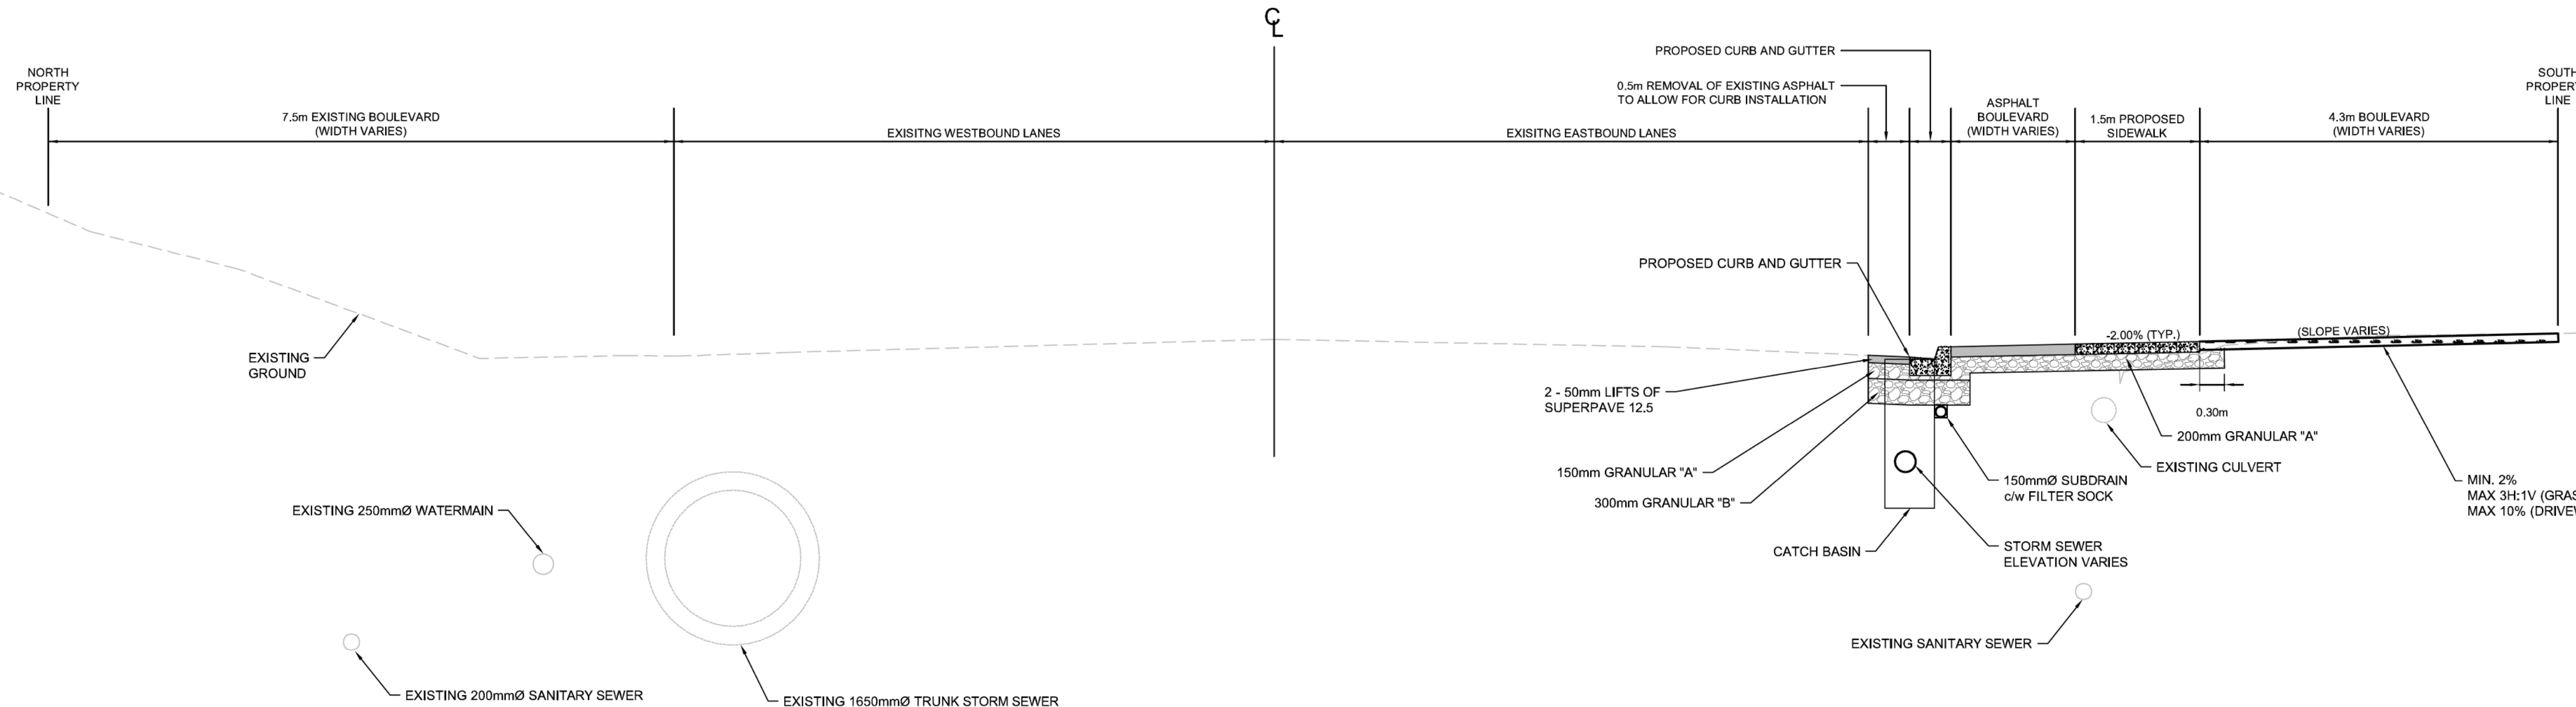 ℄
NORTH
PROPERTY
LINE
7.5m EXISTING BOULEVARD
(WIDTH VARIES)
EXISITNG WESTBOUND LANES
EXISITNG EASTBOUND LANES
PROPOSED CURB AND GUTTER
0.5m REMOVAL OF EXISTING ASPHALT
TO ALLOW FOR CURB INSTALLATION
ASPHALT
BOULEVARD
(WIDTH VARIES)
1.5m PROPOSED
SIDEWALK
4.3m BOULEVARD
(WIDTH VARIES)
SOUTH
PROPERT
LINE
PROPOSED CURB AND GUTTER
-2.00% (TYP.)
(SLOPE VARIES)
EXISTING
GROUND
2 - 50mm LIFTS OF
SUPERPAVE 12.5
0.30m
200mm GRANULAR "A"
150mm GRANULAR "A"
EXISTING CULVERT
300mm GRANULAR "B"
150mmØ SUBDRAIN
c/w FILTER SOCK
MIN. 2%
MAX 3H:1V (GRAS
MAX 10% (DRIVEW
EXISTING 250mmØ WATERMAIN
CATCH BASIN
STORM SEWER
ELEVATION VARIES
EXISTING SANITARY SEWER
EXISTING 200mmØ SANITARY SEWER
EXISTING 1650mmØ TRUNK STORM SEWER